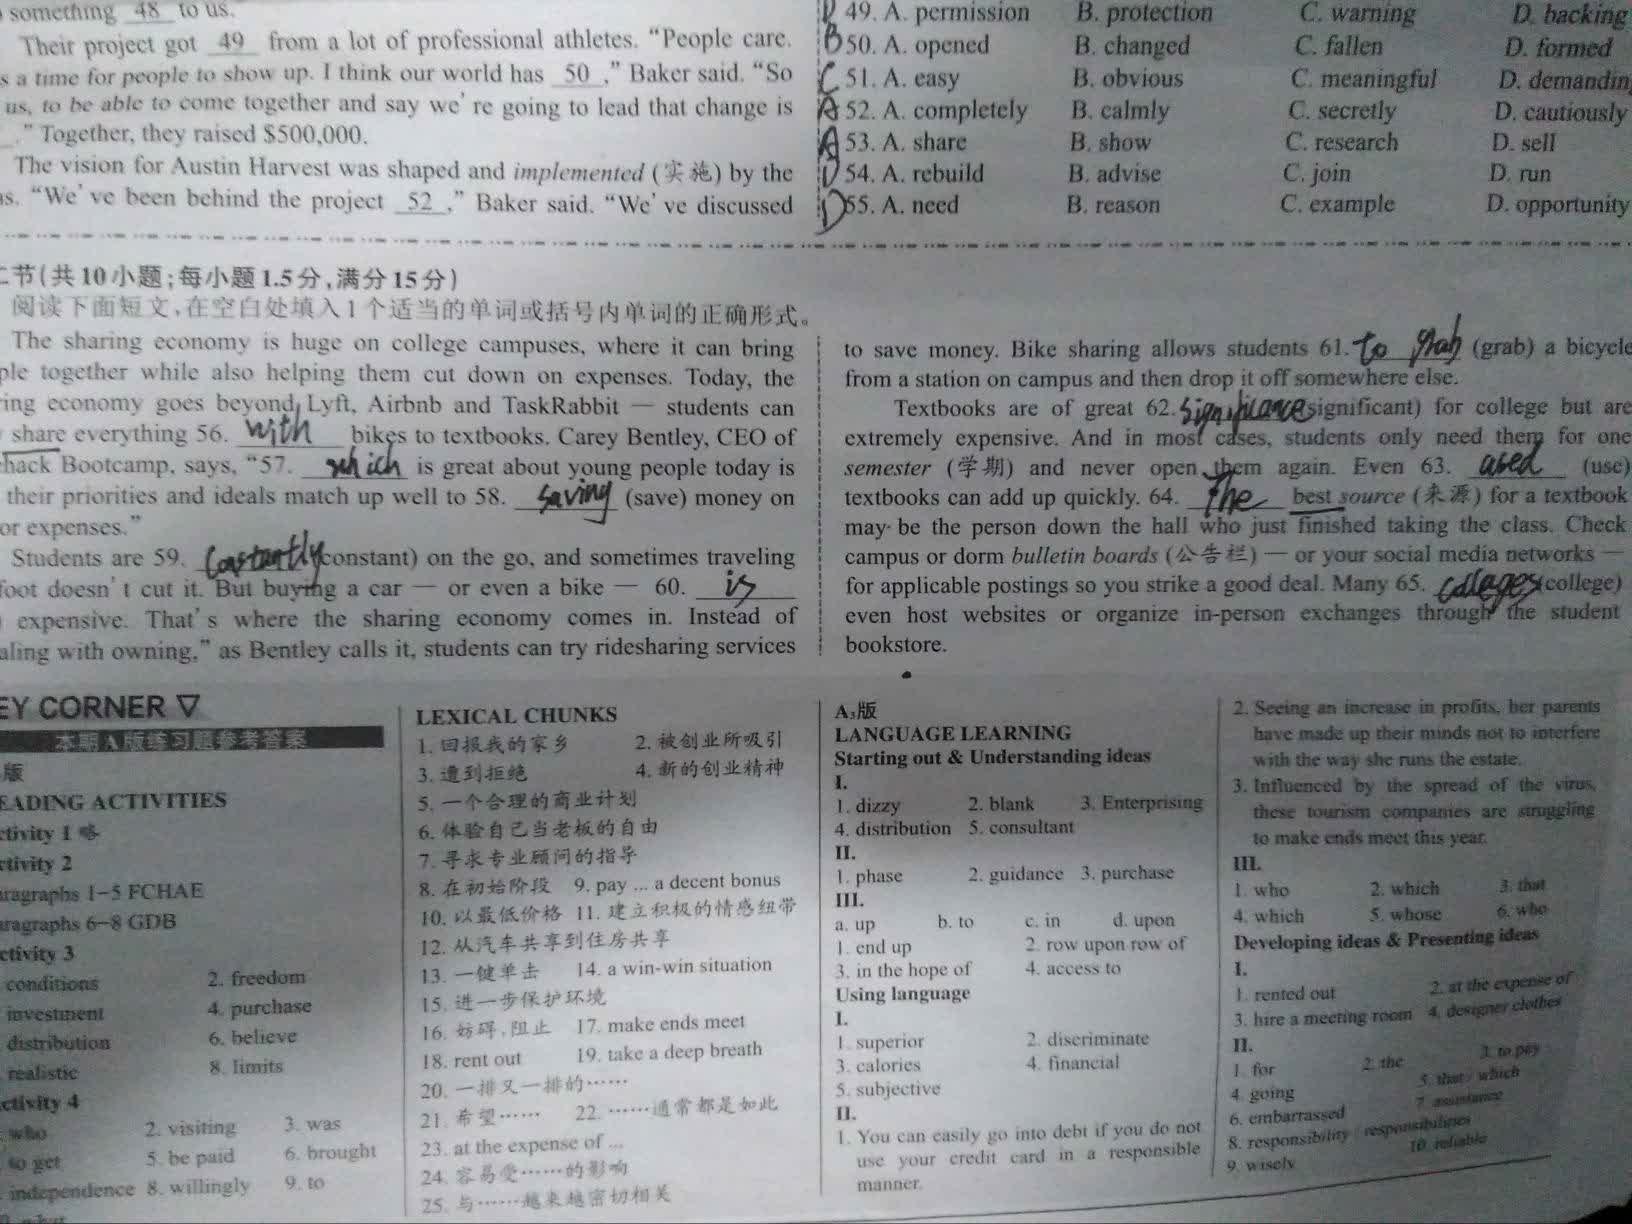 something 48 to us.
Their project got 49 from a lot of professional athletes. “People care.
s a time for people to show up. I think our world has 50 ,” Baker said. “So
us, to be able to come together and say we're going to lead that change is
.” Together, they raised $500,000.
The vision for Austin Harvest was shaped and implemented (实施) by the
s. “We've been behind the project 52 ,” Baker said. “We've discussed
D 49. A. permission B. protection C. warning D. backing
B 50. A. opened B. changed C. fallen D. formed
C 51. A. easy B. obvious C. meaningful D. demanding
A 52. A. completely B. calmly C. secretly D. cautiously
A 53. A. share B. show C. research D. sell
D 54. A. rebuild B. advise C. join D. run
D 55. A. need B. reason C. example D. opportunity
二节(共10小题;每小题1.5分,满分15分)
阅读下面短文,在空白处填入1个适当的单词或括号内单词的正确形式。
The sharing economy is huge on college campuses, where it can bring
ple together while also helping them cut down on expenses. Today, the
ring economy goes beyond Lyft, Airbnb and TaskRabbit — students can
share everything 56. with bikes to textbooks. Carey Bentley, CEO of
hack Bootcamp, says, “57. which is great about young people today is
their priorities and ideals match up well to 58. saving (save) money on
or expenses.”
Students are 59. Constantly (constant) on the go, and sometimes traveling
foot doesn't cut it. But buying a car — or even a bike — 60. is
expensive. That's where the sharing economy comes in. Instead of
aling with owning,” as Bentley calls it, students can try ridesharing services
to save money. Bike sharing allows students 61. to grab (grab) a bicycle
from a station on campus and then drop it off somewhere else.
Textbooks are of great 62. significance (significant) for college but are
extremely expensive. And in most cases, students only need them for one
semester (学期) and never open them again. Even 63. used (use)
textbooks can add up quickly. 64. The best source (来源) for a textbook
may be the person down the hall who just finished taking the class. Check
campus or dorm bulletin boards (公告栏) — or your social media networks —
for applicable postings so you strike a good deal. Many 65. colleges (college)
even host websites or organize in-person exchanges through the student
bookstore.
EY CORNER ▽
本期A版练习题参考答案
版
EADING ACTIVITIES
ctivity 1 略
ctivity 2
aragraphs 1-5 FCHAE
aragraphs 6-8 GDB
ctivity 3
conditions 2. freedom
investment 4. purchase
distribution 6. believe
realistic 8. limits
ctivity 4
who 2. visiting 3. was
to get 5. be paid 6. brought
independence 8. willingly 9. to
LEXICAL CHUNKS
1. 回报我的家乡 2. 被创业所吸引
3. 遭到拒绝 4. 新的创业精神
5. 一个合理的商业计划
6. 体验自己当老板的自由
7. 寻求专业顾问的指导
8. 在初始阶段 9. pay ... a decent bonus
10. 以最低价格 11. 建立积极的情感纽带
12. 从汽车共享到住房共享
13. 一键单击 14. a win-win situation
15. 进一步保护环境
16. 妨碍,阻止 17. make ends meet
18. rent out 19. take a deep breath
20. 一排又一排的……
21. 希望…… 22. ……通常都是如此
23. at the expense of ...
24. 容易受……的影响
25. 与……越来越密切相关
A₃版
LANGUAGE LEARNING
Starting out & Understanding ideas
I.
1. dizzy 2. blank 3. Enterprising
4. distribution 5. consultant
II.
1. phase 2. guidance 3. purchase
III.
a. up b. to c. in d. upon
1. end up 2. row upon row of
3. in the hope of 4. access to
Using language
I.
1. superior 2. discriminate
3. calories 4. financial
5. subjective
II.
1. You can easily go into debt if you do not
use your credit card in a responsible
manner.
2. Seeing an increase in profits, her parents
have made up their minds not to interfere
with the way she runs the estate.
3. Influenced by the spread of the virus,
these tourism companies are struggling
to make ends meet this year.
III.
1. who 2. which 3. that
4. which 5. whose 6. who
Developing ideas & Presenting ideas
I.
1. rented out 2. at the expense of
3. hire a meeting room 4. designer clothes
II.
1. for 2. the 3. to pay
4. going 5. that / which
6. embarrassed 7. assistance
8. responsibility / responsibilities
9. wisely 10. reliable